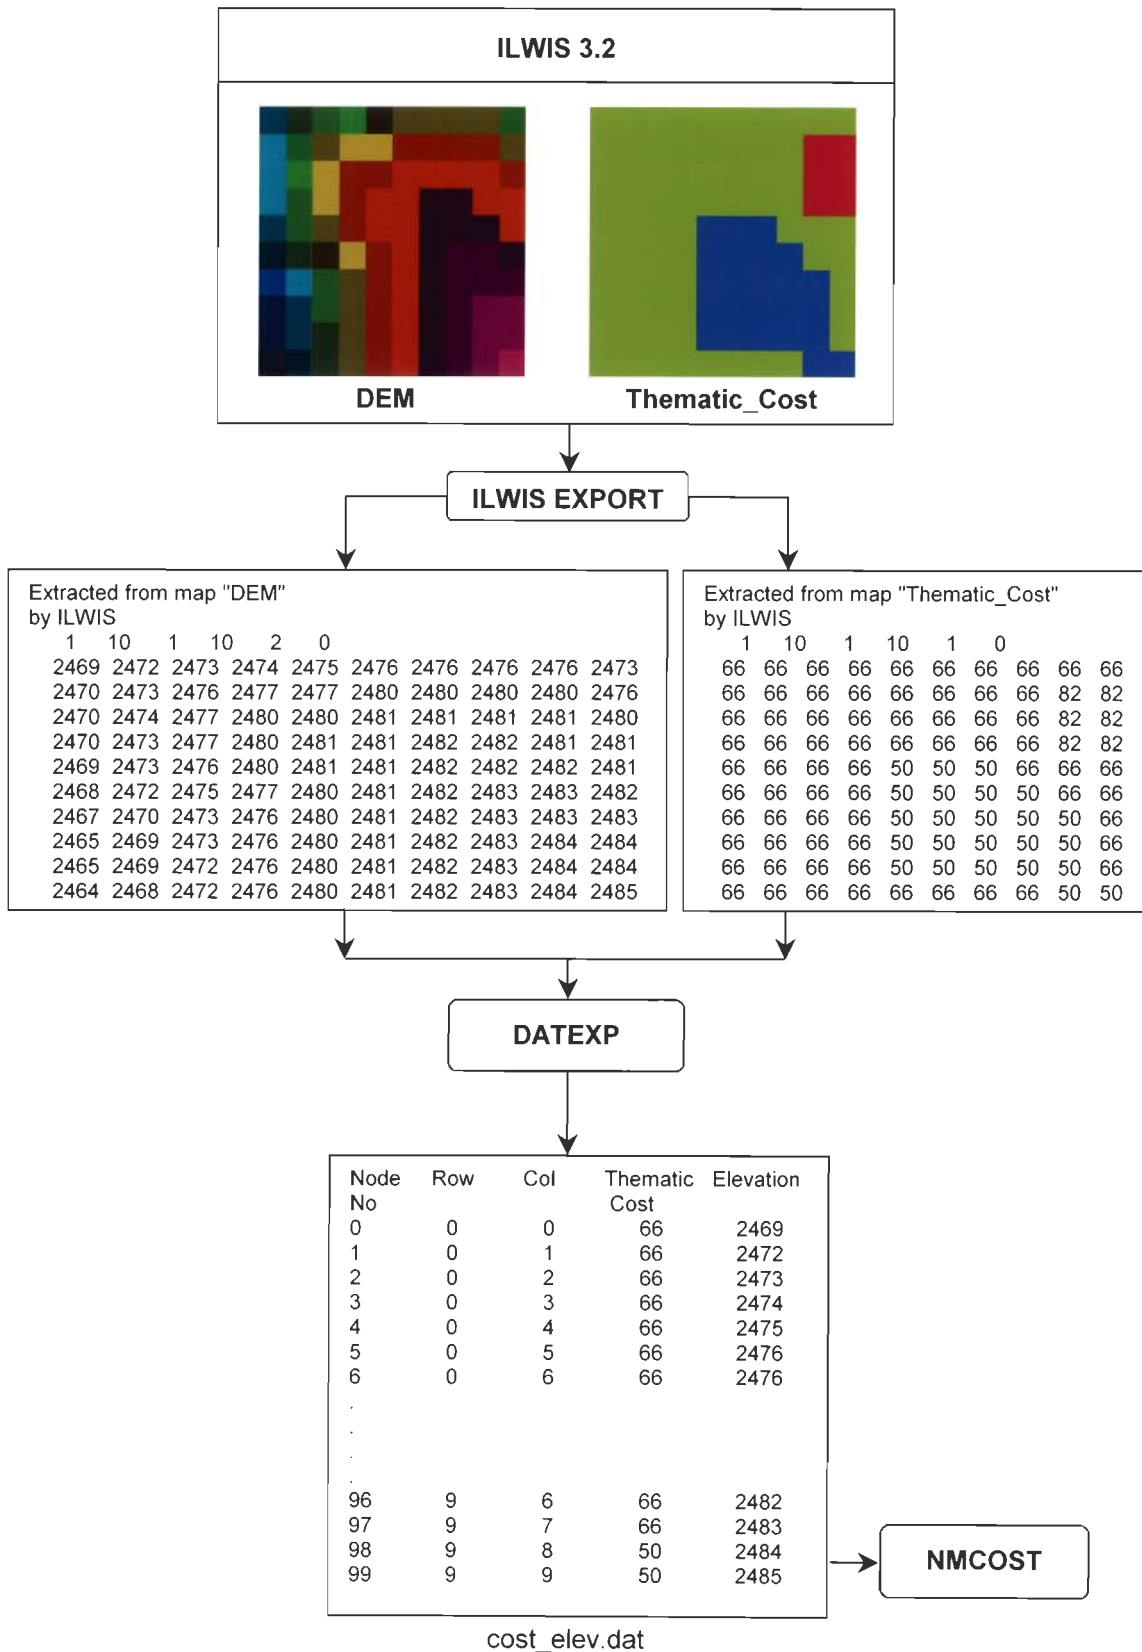 ILWIS 3.2
DEM
Thematic_Cost
ILWIS EXPORT
Extracted from map "DEM"
by ILWIS
1 10 1 10 2 0
2469 2472 2473 2474 2475 2476 2476 2476 2476 2473
2470 2473 2476 2477 2477 2480 2480 2480 2480 2476
2470 2474 2477 2480 2480 2481 2481 2481 2481 2480
2470 2473 2477 2480 2481 2481 2482 2482 2481 2481
2469 2473 2476 2480 2481 2481 2482 2482 2482 2481
2468 2472 2475 2477 2480 2481 2482 2483 2483 2482
2467 2470 2473 2476 2480 2481 2482 2483 2483 2483
2465 2469 2473 2476 2480 2481 2482 2483 2484 2484
2465 2469 2472 2476 2480 2481 2482 2483 2484 2484
2464 2468 2472 2476 2480 2481 2482 2483 2484 2485
Extracted from map "Thematic_Cost"
by ILWIS
1 10 1 10 1 0
66 66 66 66 66 66 66 66 66 66
66 66 66 66 66 66 66 66 82 82
66 66 66 66 66 66 66 66 82 82
66 66 66 66 66 66 66 66 82 82
66 66 66 66 50 50 50 66 66 66
66 66 66 66 50 50 50 50 66 66
66 66 66 66 50 50 50 50 50 66
66 66 66 66 50 50 50 50 50 66
66 66 66 66 50 50 50 50 50 66
66 66 66 66 66 66 66 66 50 50
DATEXP
Node Row Col Thematic Elevation
No Cost
0 0 0 66 2469
1 0 1 66 2472
2 0 2 66 2473
3 0 3 66 2474
4 0 4 66 2475
5 0 5 66 2476
6 0 6 66 2476
.
.
.
.
96 9 6 66 2482
97 9 7 66 2483
98 9 8 50 2484
99 9 9 50 2485
NMCOST
cost_elev.dat